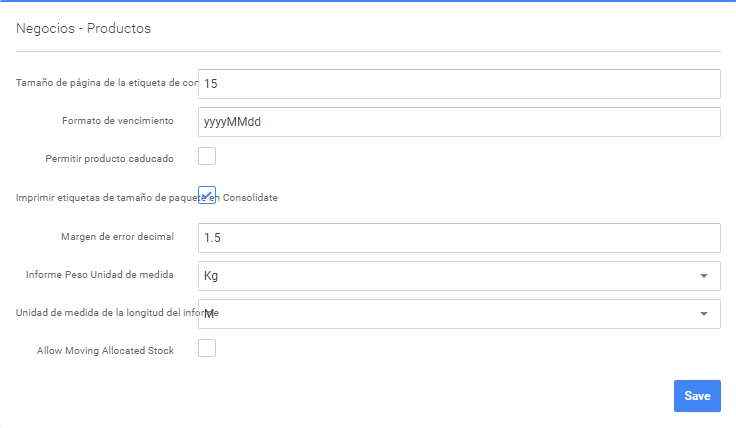 Negocios - Productos
Tamaño de página de la etiqueta de con 15
Formato de vencimiento yyyyMMdd
Permitir producto caducado
Imprimir etiquetas de tamaño de paquete en Consolidate
Margen de error decimal 1.5
Informe Peso Unidad de medida Kg
Unidad de medida de la longitud del informe M
Allow Moving Allocated Stock
Save